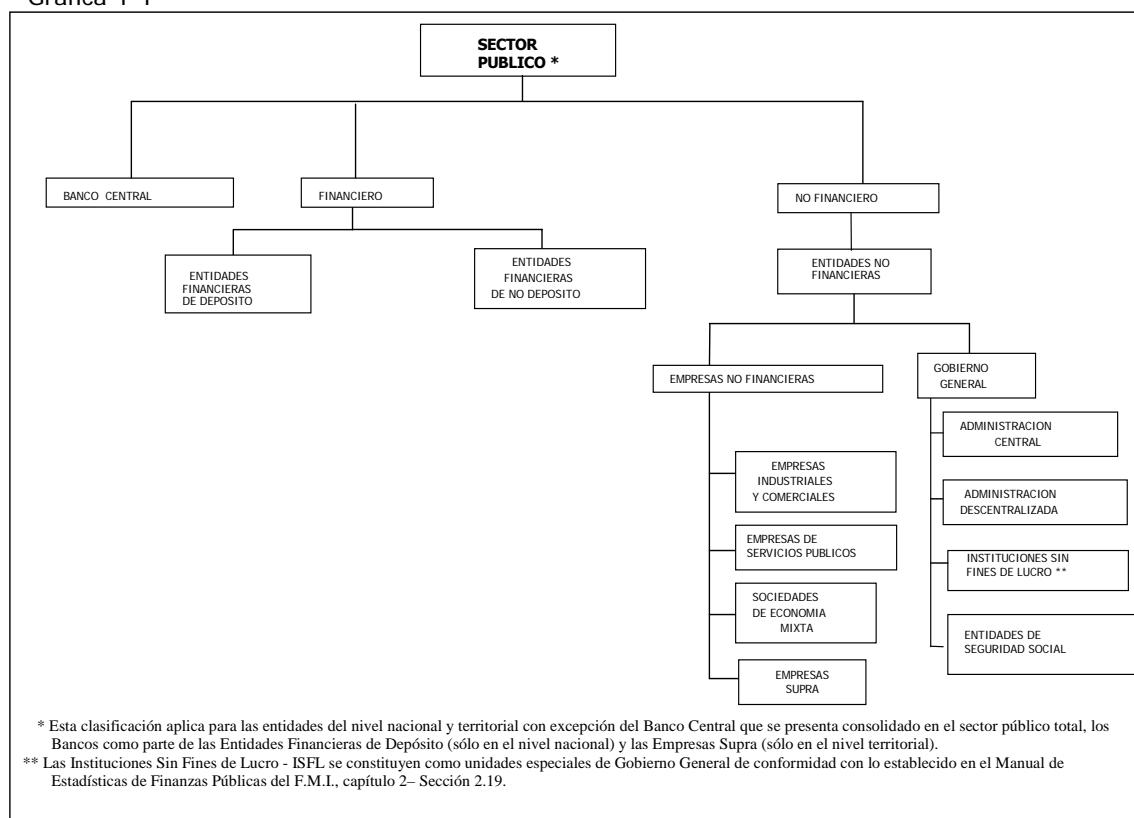 Gráfica 1-1
SECTOR
PUBLICO *
BANCO CENTRAL
FINANCIERO
NO FINANCIERO
ENTIDADES
FINANCIERAS
DE DEPOSITO
ENTIDADES
FINANCIERAS
DE NO DEPOSITO
ENTIDADES NO
FINANCIERAS
EMPRESAS NO FINANCIERAS
GOBIERNO
GENERAL
EMPRESAS
INDUSTRIALES
Y COMERCIALES
EMPRESAS DE
SERVICIOS PUBLICOS
SOCIEDADES
DE ECONOMIA
MIXTA
EMPRESAS
SUPRA
ADMINISTRACION
CENTRAL
ADMINISTRACION
DESCENTRALIZADA
INSTITUCIONES SIN
FINES DE LUCRO **
ENTIDADES DE
SEGURIDAD SOCIAL
* Esta clasificación aplica para las entidades del nivel nacional y territorial con excepción del Banco Central que se presenta consolidado en el sector público total, los
Bancos como parte de las Entidades Financieras de Depósito (sólo en el nivel nacional) y las Empresas Supra (sólo en el nivel territorial).
** Las Instituciones Sin Fines de Lucro - ISFL se constituyen como unidades especiales de Gobierno General de conformidad con lo establecido en el Manual de
Estadísticas de Finanzas Públicas del F.M.I., capítulo 2– Sección 2.19.